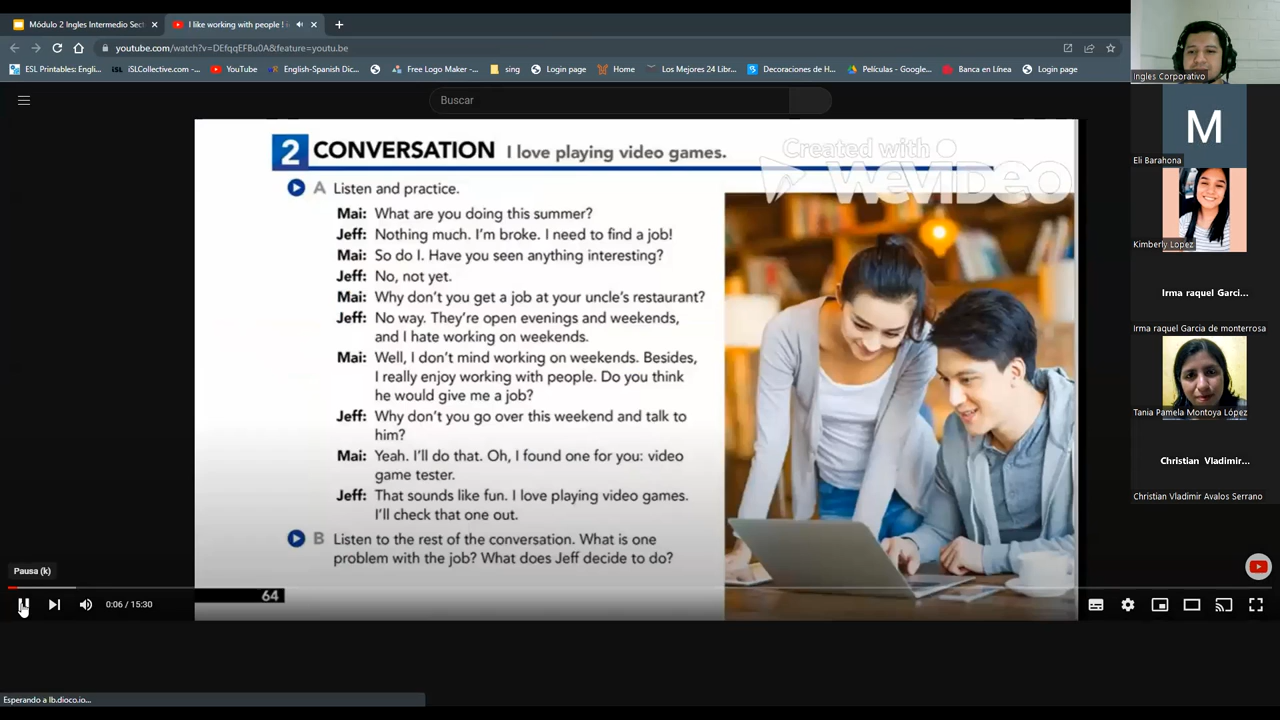 Módulo 2 Ingles Intermedio Sect
I like working with people ! i
youtube.com/watch?v=DEfqqEFBu0A&feature=youtu.be
ESL Printables: Engli...
iSL
iSLCollective.com -...
YouTube
English-Spanish Dic...
Free Logo Maker -...
sing
Login page
Home
Los Mejores 24 Libr...
Decoraciones de H...
Películas - Google...
Banca en Línea
Login page
Buscar
Created with
WEVIDEO
2 CONVERSATION I love playing video games.
A Listen and practice.
Mai: What are you doing this summer?
Jeff: Nothing much. I'm broke. I need to find a job!
Mai: So do I. Have you seen anything interesting?
Jeff: No, not yet.
Mai: Why don't you get a job at your uncle's restaurant?
Jeff: No way. They're open evenings and weekends,
and I hate working on weekends.
Mai: Well, I don't mind working on weekends. Besides,
I really enjoy working with people. Do you think
he would give me a job?
Jeff: Why don't you go over this weekend and talk to
him?
Mai: Yeah. I'll do that. Oh, I found one for you: video
game tester.
Jeff: That sounds like fun. I love playing video games.
I'll check that one out.
B Listen to the rest of the conversation. What is one
problem with the job? What does Jeff decide to do?
64
Pausa (k)
0:06 / 15:30
Esperando a lb.dioco.io...
Ingles Corporativo
M
Eli Barahona
Kimberly Lopez
Irma raquel Garci...
Irma raquel Garcia de monterrosa
Tania Pamela Montoya López
Christian Vladimir...
Christian Vladimir Avalos Serrano